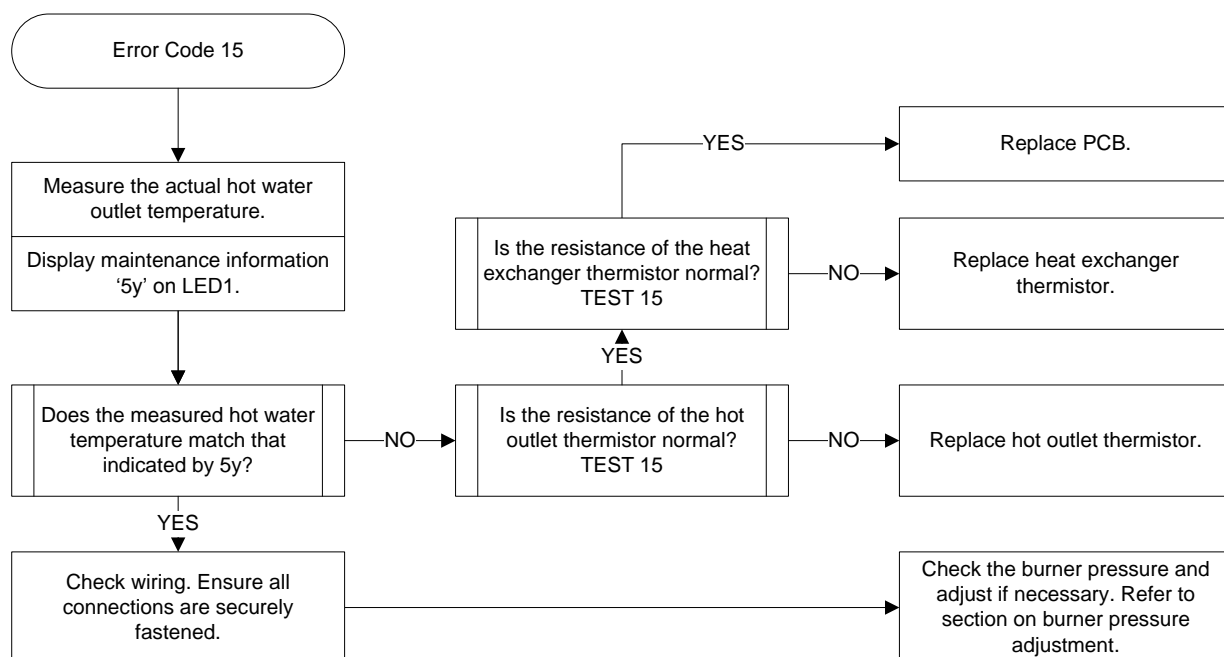 Error Code 15
Measure the actual hot water
outlet temperature.
Display maintenance information
‘5y’ on LED1.
Does the measured hot water
temperature match that
indicated by 5y?
YES
Check wiring. Ensure all
connections are securely
fastened.
NO
Is the resistance of the hot
outlet thermistor normal?
TEST 15
YES
Is the resistance of the heat
exchanger thermistor normal?
TEST 15
YES
Replace PCB.
NO
Replace heat exchanger
thermistor.
NO
Replace hot outlet thermistor.
Check the burner pressure and
adjust if necessary. Refer to
section on burner pressure
adjustment.